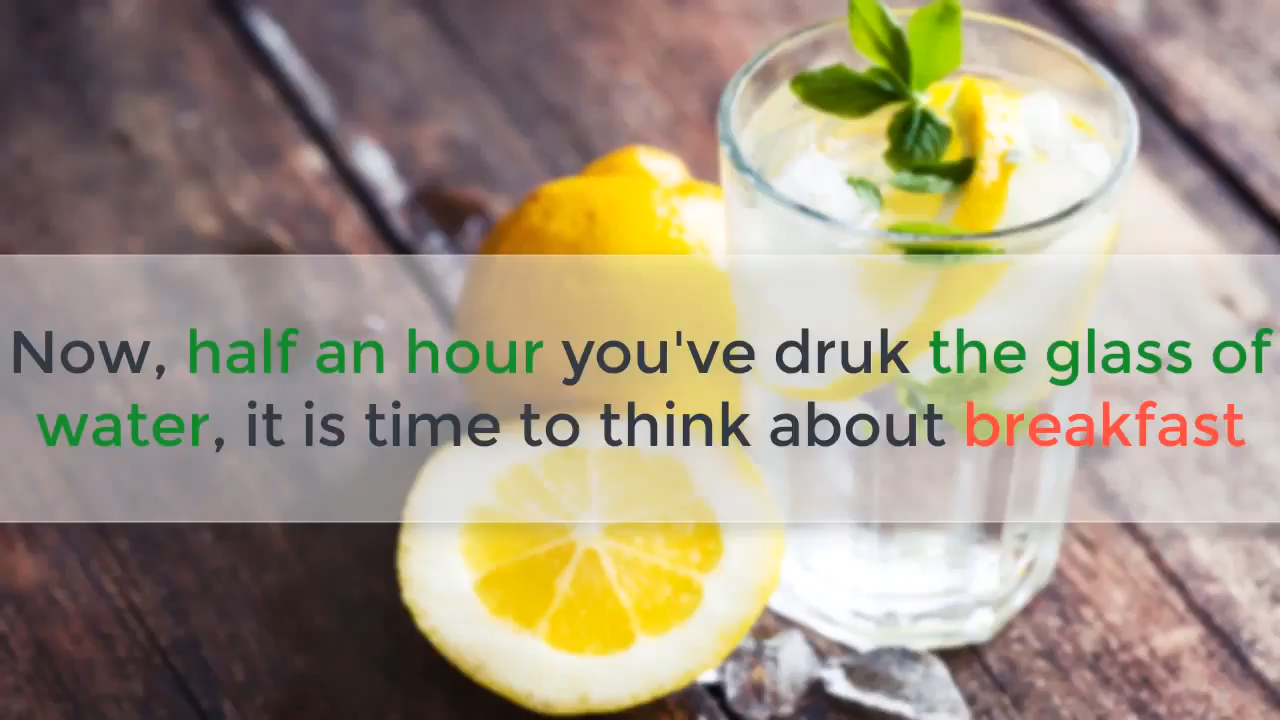 Now, half an hour you've druk the glass of
water, it is time to think about breakfast